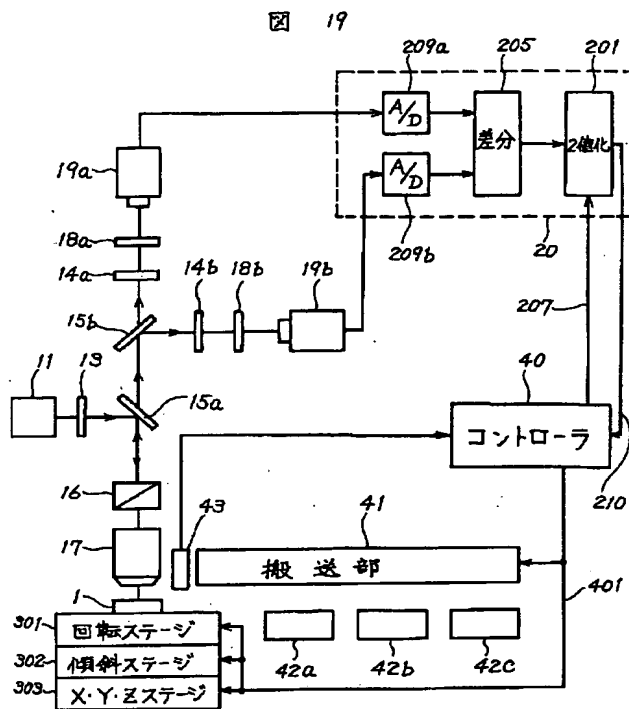 図 19
209a
205
201
A/D
差分
2値化
19a
A/D
18a
209b
20
14a
14b
18b
19b
207
15b
11
13
15a
40
コントローラ
210
16
43
41
17
搬送部
1
401
301
回転ステージ
302
傾斜ステージ
42a
42b
42c
303
X・Y・Zステージ